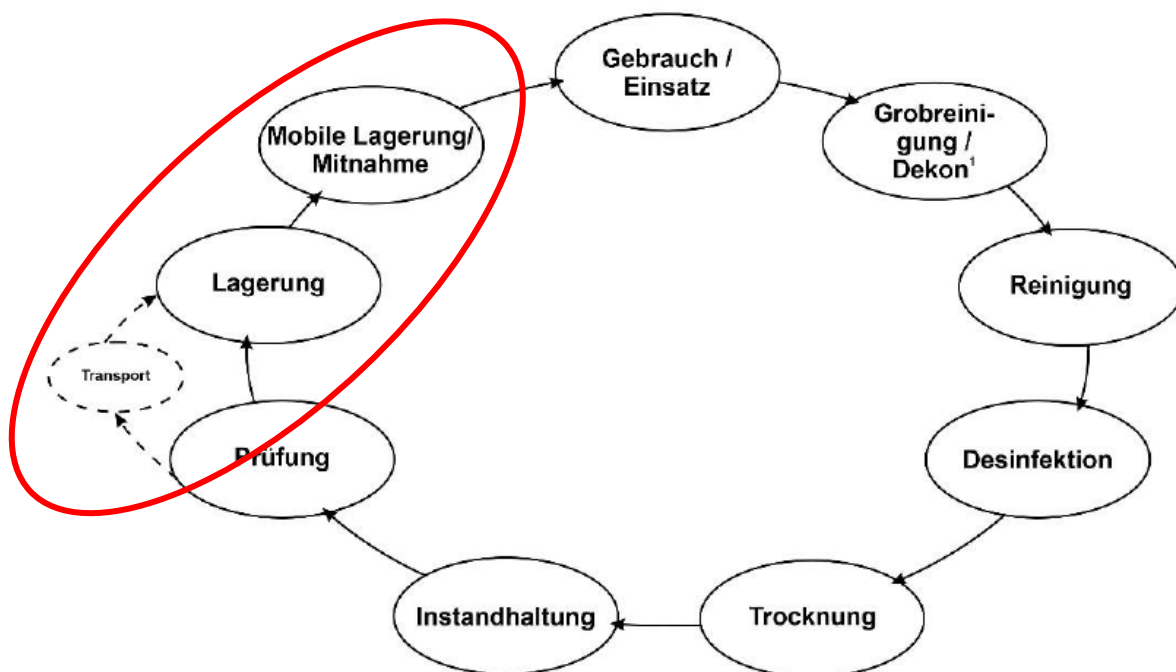 Gebrauch /
Einsatz
Grobreini-
gung /
Dekon¹
Reinigung
Desinfektion
Trocknung
Instandhaltung
Prüfung
Transport
Lagerung
Mobile Lagerung/
Mitnahme